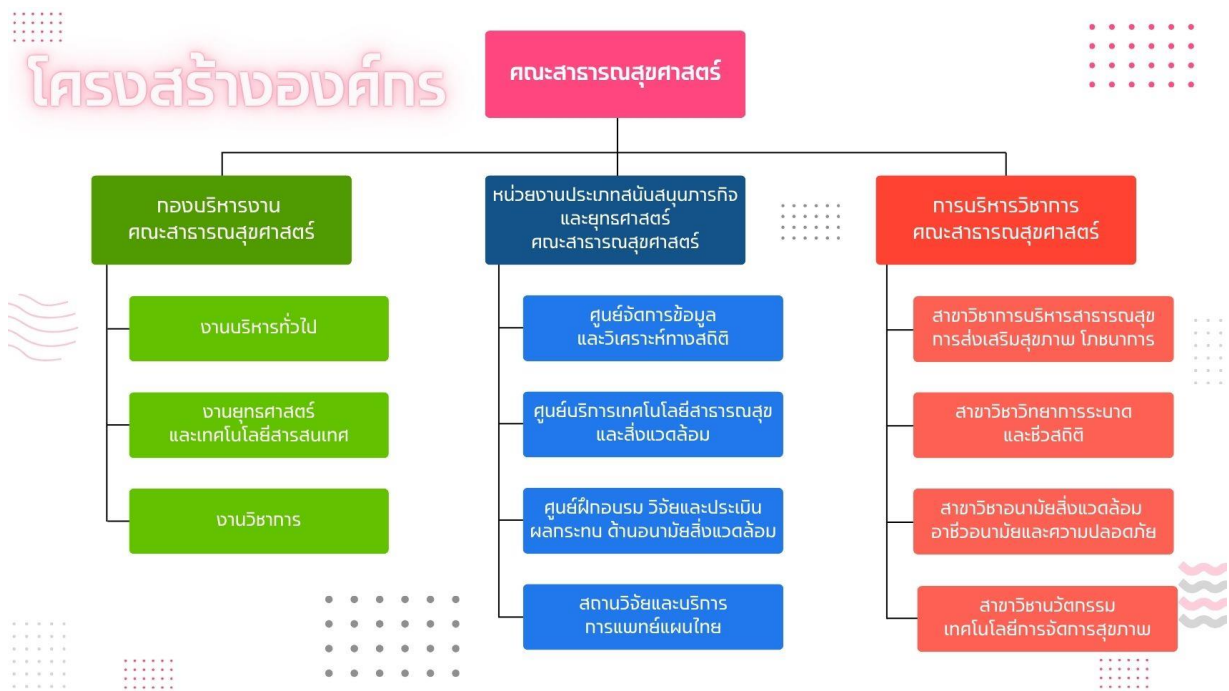 โครงสร้างองค์กร
คณะสาธารณสุขศาสตร์
กองบริหารงาน
คณะสาธารณสุขศาสตร์
งานบริหารทั่วไป
งานยุทธศาสตร์
และเทคโนโลยีสารสนเทศ
งานวิชาการ
หน่วยงานประเภทสนับสนุนภารกิจ
และยุทธศาสตร์
คณะสาธารณสุขศาสตร์
ศูนย์จัดการข้อมูล
และวิเคราะห์ทางสถิติ
ศูนย์บริการเทคโนโลยีสาธารณสุข
และสิ่งแวดล้อม
ศูนย์ฝึกอบรม วิจัยและประเมิน
ผลกระทบ ด้านอนามัยสิ่งแวดล้อม
สถานวิจัยและบริการ
การแพทย์แผนไทย
การบริหารวิชาการ
คณะสาธารณสุขศาสตร์
สาขาวิชาการบริหารสาธารณสุข
การส่งเสริมสุขภาพ โภชนาการ
สาขาวิชาวิทยาการระบาด
และชีวสถิติ
สาขาวิชาอนามัยสิ่งแวดล้อม
อาชีวอนามัยและความปลอดภัย
สาขาวิชานวัตกรรม
เทคโนโลยีการจัดการสุขภาพ